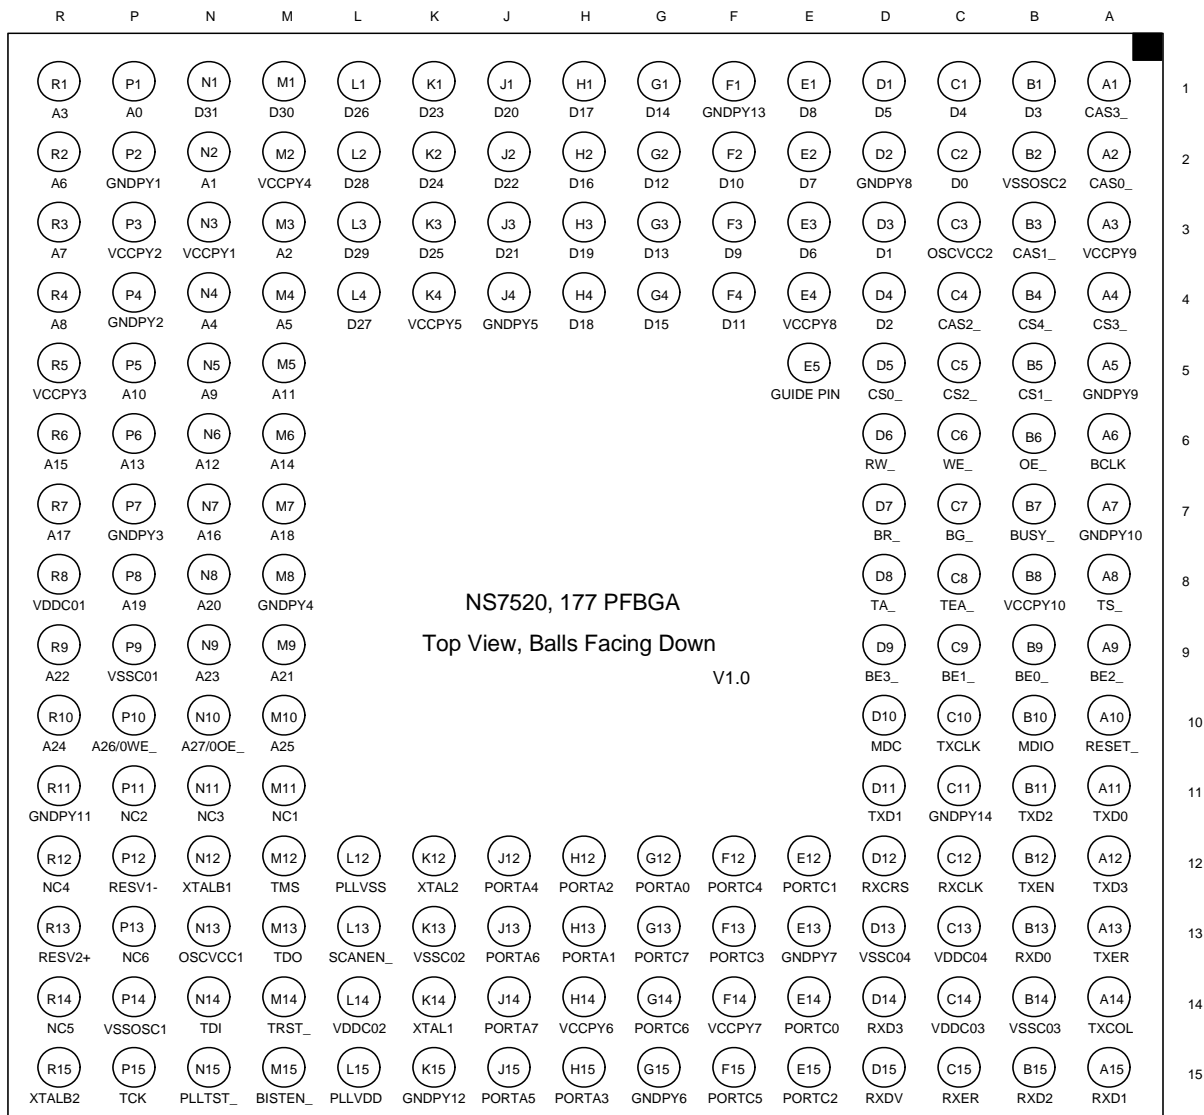 R P N M L K J H G F E D C B A
R1 P1 N1 M1 L1 K1 J1 H1 G1 F1 E1 D1 C1 B1 A1 1
A3 A0 D31 D30 D26 D23 D20 D17 D14 GNDPY13 D8 D5 D4 D3 CAS3_
R2 P2 N2 M2 L2 K2 J2 H2 G2 F2 E2 D2 C2 B2 A2 2
A6 GNDPY1 A1 VCCPY4 D28 D24 D22 D16 D12 D10 D7 GNDPY8 D0 VSSOSC2 CAS0_
R3 P3 N3 M3 L3 K3 J3 H3 G3 F3 E3 D3 C3 B3 A3 3
A7 VCCPY2 VCCPY1 A2 D29 D25 D21 D19 D13 D9 D6 D1 OSCVCC2 CAS1_ VCCPY9
R4 P4 N4 M4 L4 K4 J4 H4 G4 F4 E4 D4 C4 B4 A4 4
A8 GNDPY2 A4 A5 D27 VCCPY5 GNDPY5 D18 D15 D11 VCCPY8 D2 CAS2_ CS4_ CS3_
R5 P5 N5 M5 E5 D5 C5 B5 A5 5
VCCPY3 A10 A9 A11 GUIDE PIN CS0_ CS2_ CS1_ GNDPY9
R6 P6 N6 M6 D6 C6 B6 A6 6
A15 A13 A12 A14 RW_ WE_ OE_ BCLK
R7 P7 N7 M7 D7 C7 B7 A7 7
A17 GNDPY3 A16 A18 BR_ BG_ BUSY_ GNDPY10
R8 P8 N8 M8 D8 C8 B8 A8 8
VDDC01 A19 A20 GNDPY4 NS7520, 177 PFBGA TA_ TEA_ VCCPY10 TS_
R9 P9 N9 M9 Top View, Balls Facing Down D9 C9 B9 A9 9
A22 VSSC01 A23 A21 V1.0 BE3_ BE1_ BE0_ BE2_
R10 P10 N10 M10 D10 C10 B10 A10 10
A24 A26/0WE_ A27/0OE_ A25 MDC TXCLK MDIO RESET_
R11 P11 N11 M11 D11 C11 B11 A11 11
GNDPY11 NC2 NC3 NC1 TXD1 GNDPY14 TXD2 TXD0
R12 P12 N12 M12 L12 K12 J12 H12 G12 F12 E12 D12 C12 B12 A12 12
NC4 RESV1- XTALB1 TMS PLLVSS XTAL2 PORTA4 PORTA2 PORTA0 PORTC4 PORTC1 RXCRS RXCLK TXEN TXD3
R13 P13 N13 M13 L13 K13 J13 H13 G13 F13 E13 D13 C13 B13 A13 13
RESV2+ NC6 OSCVCC1 TDO SCANEN_ VSSC02 PORTA6 PORTA1 PORTC7 PORTC3 GNDPY7 VSSC04 VDDC04 RXD0 TXER
R14 P14 N14 M14 L14 K14 J14 H14 G14 F14 E14 D14 C14 B14 A14 14
NC5 VSSOSC1 TDI TRST_ VDDC02 XTAL1 PORTA7 VCCPY6 PORTC6 VCCPY7 PORTC0 RXD3 VDDC03 VSSC03 TXCOL
R15 P15 N15 M15 L15 K15 J15 H15 G15 F15 E15 D15 C15 B15 A15 15
XTALB2 TCK PLLTST_ BISTEN_ PLLVDD GNDPY12 PORTA5 PORTA3 GNDPY6 PORTC5 PORTC2 RXDV RXER RXD2 RXD1